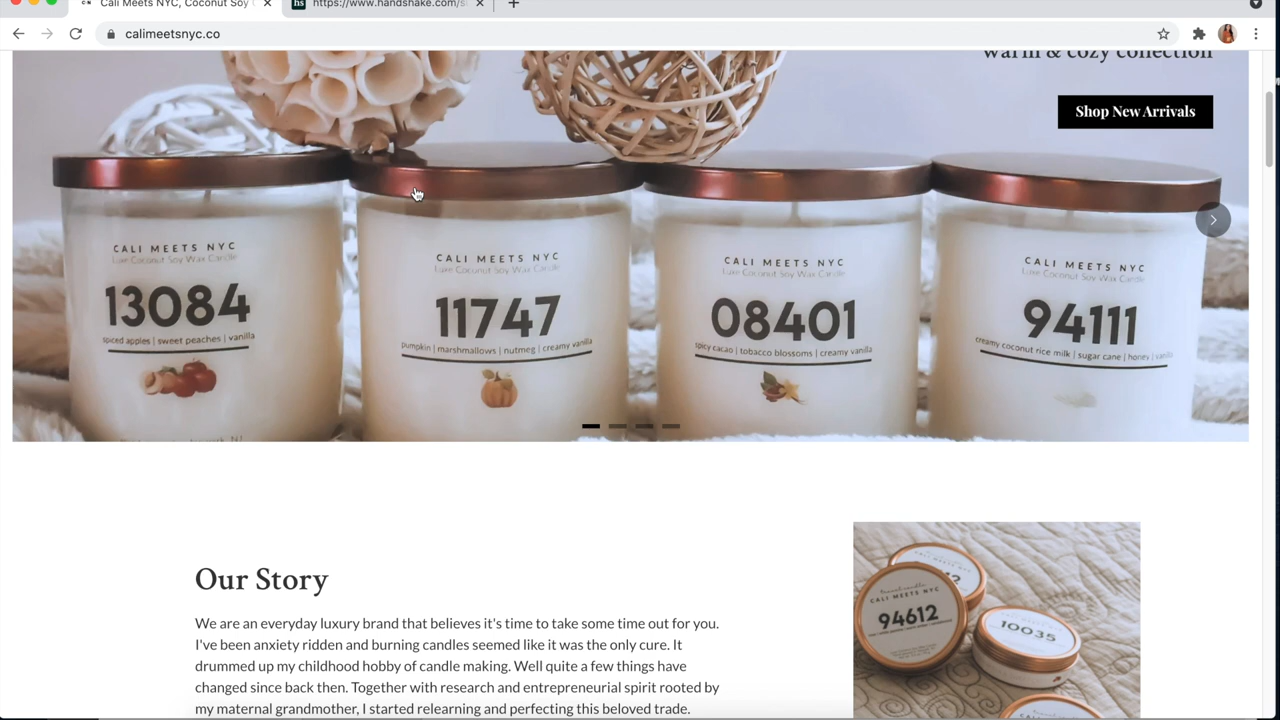 Cali Meets NYC, Coconut Soy
hs https://www.handshake.com/s
calimeetsnyc.co
warm & cozy collection
Shop New Arrivals
CALI MEETS NYC
Luxe Coconut Soy Wax Candle
13084
spiced apples | sweet peaches | vanilla
CALI MEETS NYC
Luxe Coconut Soy Wax Candle
11747
pumpkin | marshmallows | nutmeg | creamy vanilla
CALI MEETS NYC
Luxe Coconut Soy Wax Candle
08401
spicy cacao | tobacco blossoms | creamy vanilla
CALI MEETS NYC
Luxe Coconut Soy Wax Candle
94111
creamy coconut rice milk | sugar cane | honey | vanilla
Our Story
We are an everyday luxury brand that believes it's time to take some time out for you.
I've been anxiety ridden and burning candles seemed like it was the only cure. It
drummed up my childhood hobby of candle making. Well quite a few things have
changed since back then. Together with research and entrepreneurial spirit rooted by
my maternal grandmother, I started relearning and perfecting this beloved trade.
CALI MEETS NYC
94612
10035